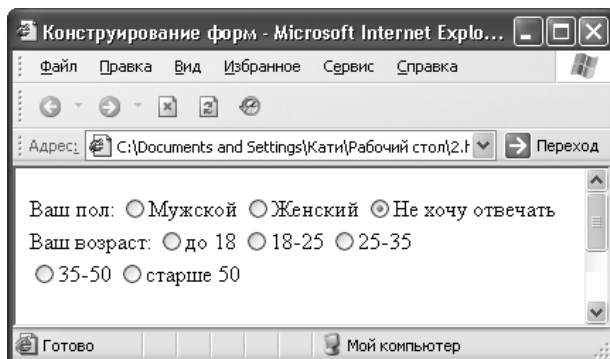 Конструирование форм - Microsoft Internet Explo...
Файл Правка Вид Избранное Сервис Справка
Адрес: C:\Documents and Settings\Кати\Рабочий стол\2.h Переход
Ваш пол: Мужской Женский Не хочу отвечать
Ваш возраст: до 18 18-25 25-35
35-50 старше 50
Готово Мой компьютер